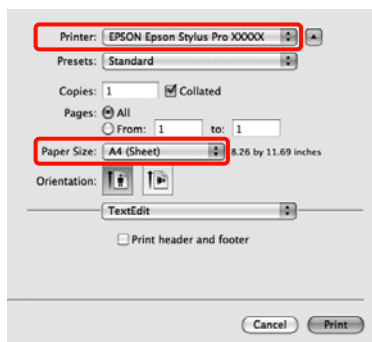 Printer: EPSON Epson Stylus Pro XXXXX
Presets: Standard
Copies: 1 Collated
Pages: All
From: 1 to: 1
Paper Size: A4 (Sheet) 8.26 by 11.69 inches
Orientation:
TextEdit
Print header and footer
Cancel Print